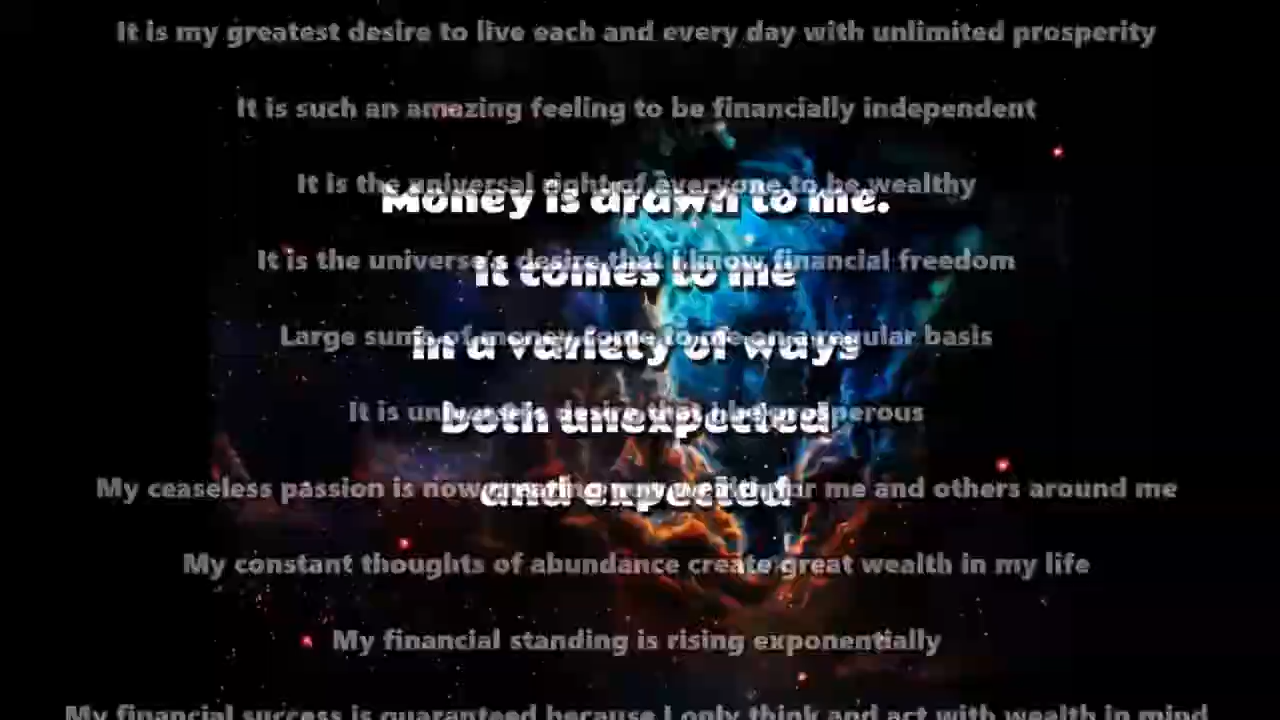 It is my greatest desire to live each and every day with unlimited prosperity
It is such an amazing feeling to be financially independent
It is the universal right of everyone to be wealthy
Money is drawn to me.
It is the universe's desire that I know financial freedom
It comes to me
Large sums of money come to me on a regular basis
in a variety of ways
It is desire that prosperous
both unexpected
My ceaseless passion is now creating wealth for me and others around me
and expected
My constant thoughts of abundance create great wealth in my life
My financial standing is rising exponentially
My financial success is guaranteed because I only think and act with wealth in mind